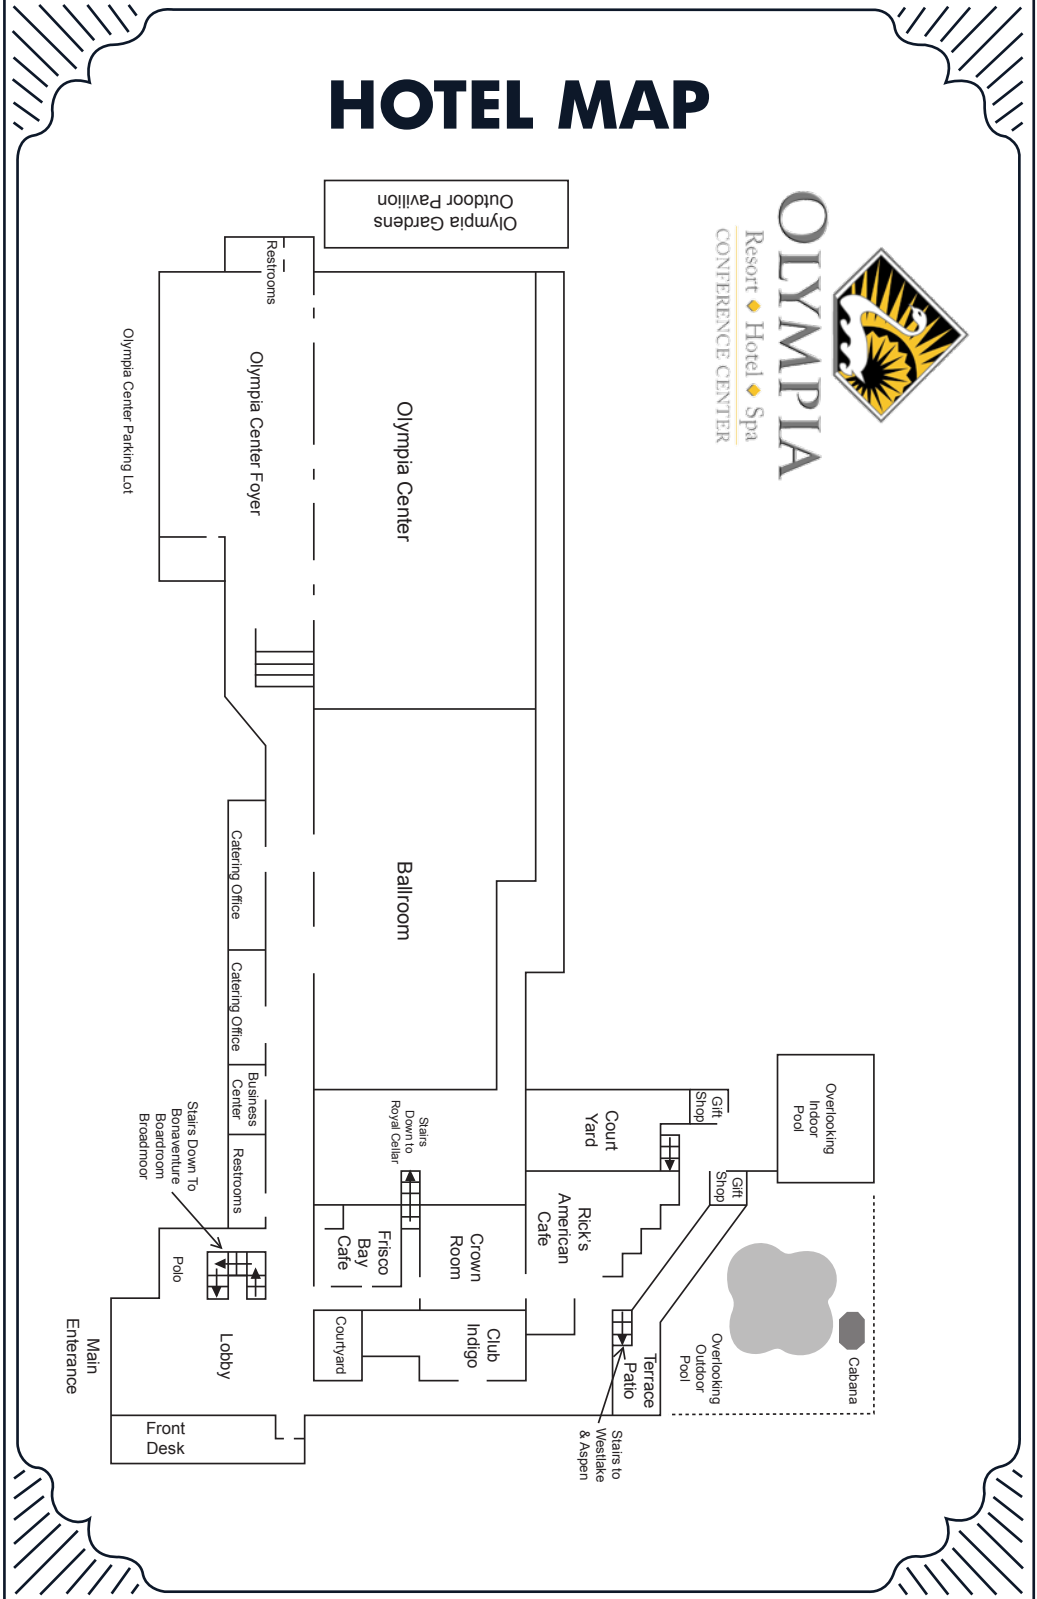 HOTEL MAP
OLYMPIA
Resort Hotel Spa
CONFERENCE CENTER
Olympia Gardens
Outdoor Pavilion
Restrooms
Olympia Center Parking Lot
Olympia Center Foyer
Olympia Center
Ballroom
Catering Office
Catering Office
Business
Center
Restrooms
Stairs Down To
Bonaventure
Boardroom
Broadmoor
Stairs
Down to
Royal Cellar
Court
Yard
Gift
Shop
Gift
Shop
Overlooking
Indoor
Pool
Rick's
American
Cafe
Crown
Room
Frisco
Bay
Cafe
Polo
Lobby
Main
Enterance
Courtyard
Club
Indigo
Terrace
Patio
Overlooking
Outdoor
Pool
Cabana
Front
Desk
Stairs to
Westlake
& Aspen